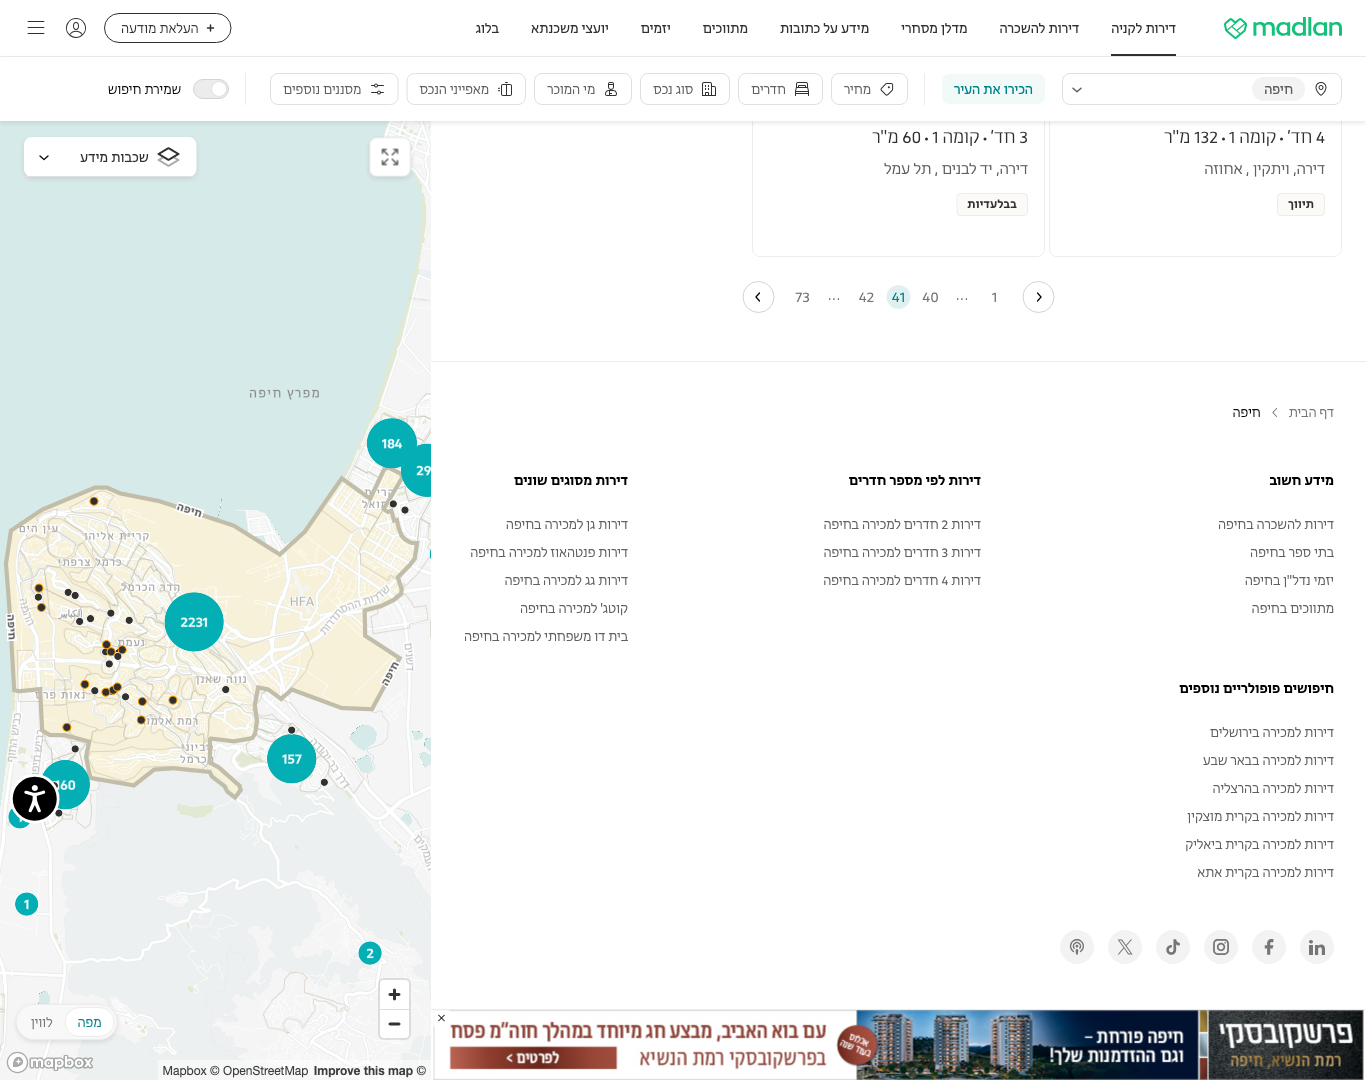 madlan
דירות לקניה
דירות להשכרה
מדלן מסחרי
מידע על כתובות
מתווכים
יזמים
יועצי משכנתא
בלוג
+ העלאת מודעה
חיפה
הכירו את העיר
מחיר
חדרים
סוג נכס
מי המוכר
מאפייני הנכס
מסננים נוספים
שמירת חיפוש
4 חד׳ • קומה 1 • 132 מ"ר
דירה, ויתקין , אחוזה
תיווך
3 חד׳ • קומה 1 • 60 מ"ר
דירה, יד לבנים , תל עמל
בבלעדיות
1
...
40
41
42
...
73
דף הבית
חיפה
מידע חשוב
דירות להשכרה בחיפה
בתי ספר בחיפה
יזמי נדל"ן בחיפה
מתווכים בחיפה
דירות לפי מספר חדרים
דירות 2 חדרים למכירה בחיפה
דירות 3 חדרים למכירה בחיפה
דירות 4 חדרים למכירה בחיפה
דירות מסוגים שונים
דירות גן למכירה בחיפה
דירות פנטהאוז למכירה בחיפה
דירות גג למכירה בחיפה
קוטג' למכירה בחיפה
בית דו משפחתי למכירה בחיפה
חיפושים פופולריים נוספים
דירות למכירה בירושלים
דירות למכירה בבאר שבע
דירות למכירה בהרצליה
דירות למכירה בקרית מוצקין
דירות למכירה בקרית ביאליק
דירות למכירה בקרית אתא
שכבות מידע
מפרץ חיפה
184
29
חיפה
עין הים
קריית אליהו
כרמל צרפתי
הדר הכרמל
HFA
שדרות ההסתדרות
2231
חיפה
נעמת
נווה שאנן
חיפה
נאות פרס
רמת אלמוגי
157
160
1
2
+
−
מפה
לווין
mapbox
Mapbox © OpenStreetMap Improve this map ©
פרשקובסקי
רמת הנשיא, חיפה
חיפה פורחת –
וגם ההזדמנות שלך!
אכלוס
בעוד שנה
עם בוא האביב, מבצע חג מיוחד במהלך חוה״מ פסח
בפרשקובסקי רמת הנשיא
לפרטים >